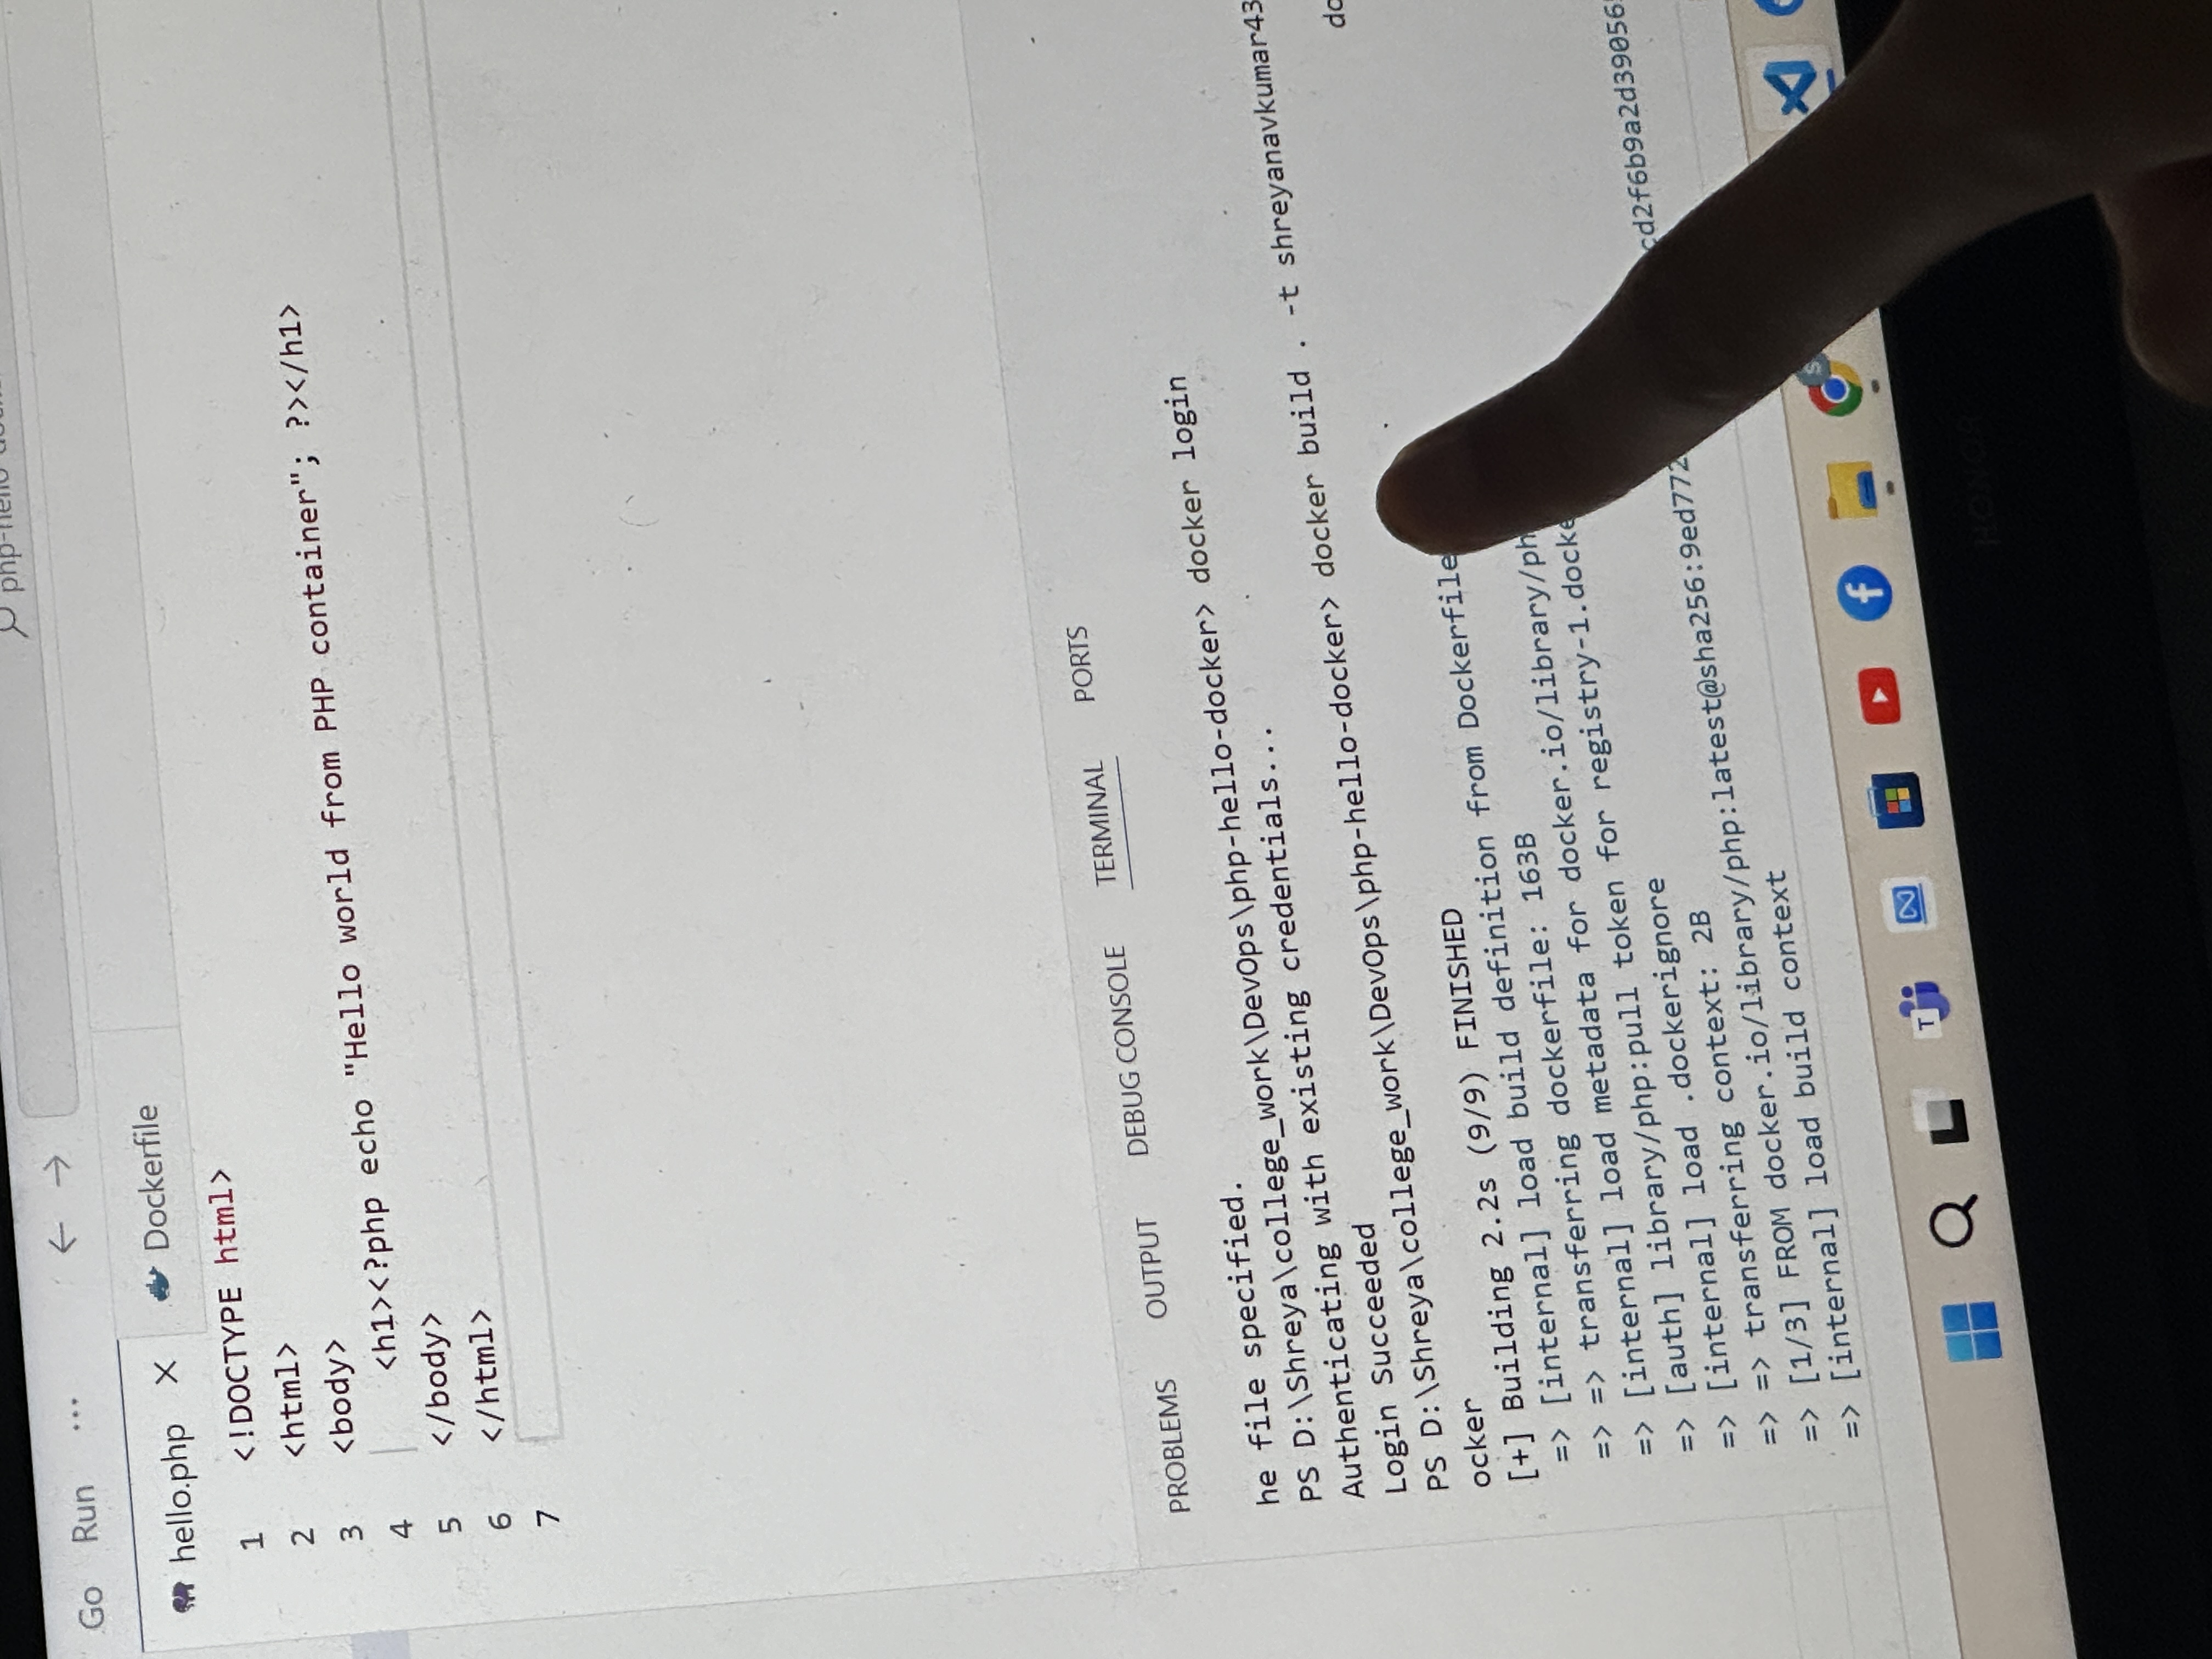 Go Run ...
hello.php Dockerfile
1 <!DOCTYPE html>
2 <html>
3 <body>
4 <h1><?php echo "Hello world from PHP container"; ?></h1>
5 </body>
6 </html>
7
PROBLEMS OUTPUT DEBUG CONSOLE TERMINAL PORTS
he file specified.
PS D:\Shreya\college_work\DevOps\php-hello-docker> docker login
Authenticating with existing credentials...
Login Succeeded
PS D:\Shreya\college_work\DevOps\php-hello-docker> docker build . -t shreyanavkumar43
ocker
[+] Building 2.2s (9/9) FINISHED
do
=> [internal] load build definition from Dockerfile
=> => transferring dockerfile: 163B
=> [internal] load metadata for docker.io/library/ph
=> [auth] library/php:pull token for registry-1.docke
=> [internal] load .dockerignore
=> => transferring context: 2B
=> [1/3] FROM docker.io/library/php:latest@sha256:9ed772 cd2f6b9a2d39056
=> [internal] load build context
HONOR